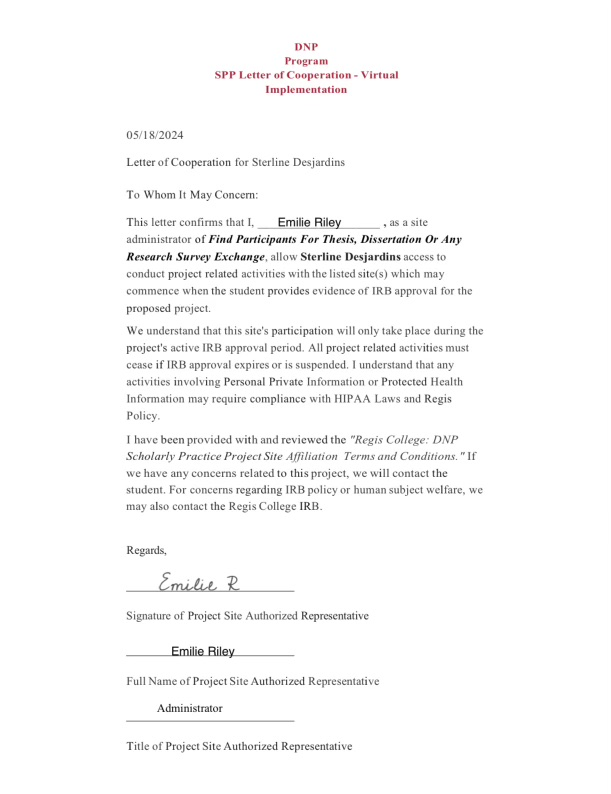 DNP
Program
SPP Letter of Cooperation - Virtual
Implementation
05/18/2024
Letter of Cooperation for Sterline Desjardins
To Whom It May Concern:
This letter confirms that I, Emilie Riley , as a site
administrator of Find Participants For Thesis, Dissertation Or Any
Research Survey Exchange, allow Sterline Desjardins access to
conduct project related activities with the listed site(s) which may
commence when the student provides evidence of IRB approval for the
proposed project.
We understand that this site's participation will only take place during the
project's active IRB approval period. All project related activities must
cease if IRB approval expires or is suspended. I understand that any
activities involving Personal Private Information or Protected Health
Information may require compliance with HIPAA Laws and Regis
Policy.
I have been provided with and reviewed the "Regis College: DNP
Scholarly Practice Project Site Affiliation Terms and Conditions." If
we have any concerns related to this project, we will contact the
student. For concerns regarding IRB policy or human subject welfare, we
may also contact the Regis College IRB.
Regards,
Emilie R
Signature of Project Site Authorized Representative
Emilie Riley
Full Name of Project Site Authorized Representative
Administrator
Title of Project Site Authorized Representative